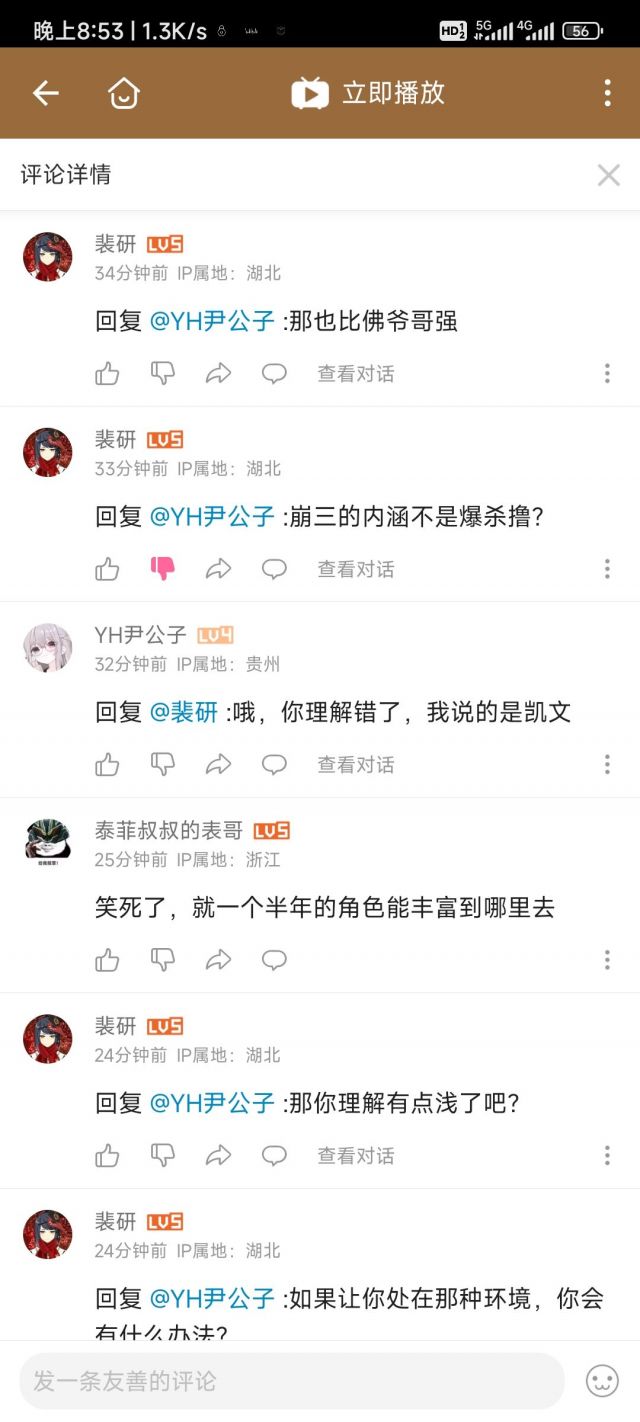 晚上8:53 | 1.3K/s
HD 1 2 5G 4G 56
立即播放
评论详情
裴研 LV5
34分钟前 IP属地：湖北
回复 @YH尹公子 :那也比佛爷哥强
查看对话
裴研 LV5
33分钟前 IP属地：湖北
回复 @YH尹公子 :崩三的内涵不是爆杀撸？
查看对话
YH尹公子 LV4
32分钟前 IP属地：贵州
回复 @裴研 :哦，你理解错了，我说的是凯文
查看对话
泰菲叔叔的表哥 LV5
25分钟前 IP属地：浙江
笑死了，就一个半年的角色能丰富到哪里去
裴研 LV5
24分钟前 IP属地：湖北
回复 @YH尹公子 :那你理解有点浅了吧？
查看对话
裴研 LV5
24分钟前 IP属地：湖北
回复 @YH尹公子 :如果让你处在那种环境，你会
有什么办法？
发一条友善的评论